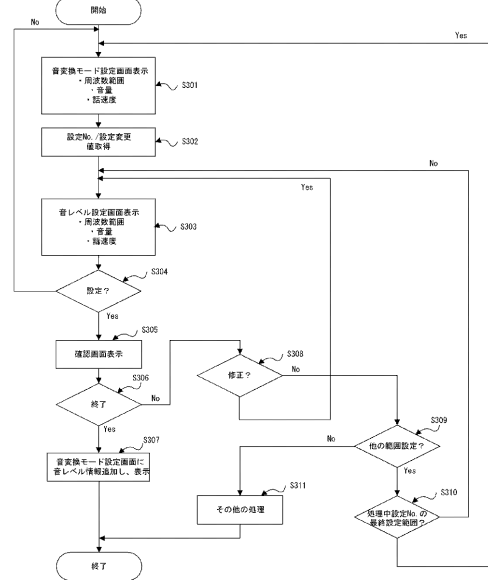 開始
No
Yes
音変換モード設定画面表示
・周波数範囲
・音量
・話速度
S301
設定No./設定変更
値取得
S302
No
Yes
音レベル設定画面表示
・周波数範囲
・音量
・話速度
S303
S304
設定？
Yes
S305
確認画面表示
S306
終了
No
Yes
S308
修正？
No
S307
音変換モード設定画面に
音レベル情報追加し、表示
S309
他の範囲設定？
No
Yes
S310
処理中設定No.の
最終設定範囲？
S311
その他の処理
終了